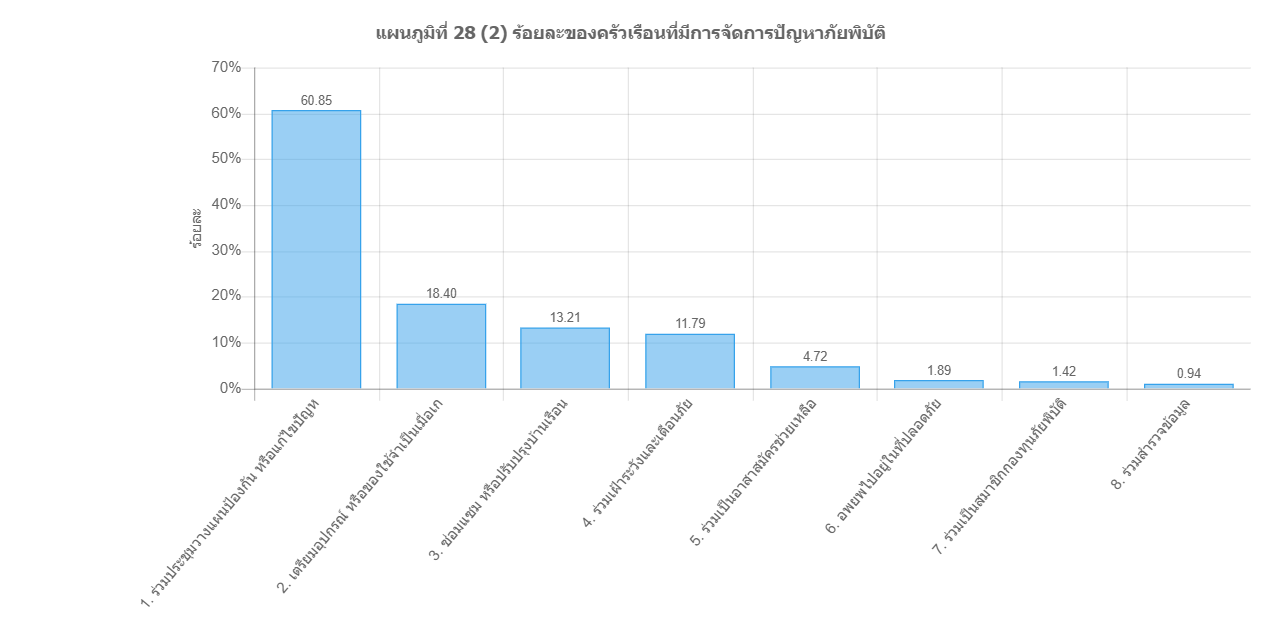 แผนภูมิที่ 28 (2) ร้อยละของครัวเรือนที่มีการจัดการปัญหาภัยพิบัติ
ร้อยละ
70%
60%
50%
40%
30%
20%
10%
0%
60.85
18.40
13.21
11.79
4.72
1.89
1.42
0.94
1. ร่วมประชุมวางแผนป้องกัน หรือแก้ไขปัญห
2. เตรียมอุปกรณ์ หรือของใช้จำเป็นเมื่อเก
3. ซ่อมแซม หรือปรับปรุงบ้านเรือน
4. ร่วมเฝ้าระวังและเตือนภัย
5. ร่วมเป็นอาสาสมัครช่วยเหลือ
6. อพยพไปอยู่ในที่ปลอดภัย
7. ร่วมเป็นสมาชิกกองทุนภัยพิบัติ
8. ร่วมสำรวจข้อมูล